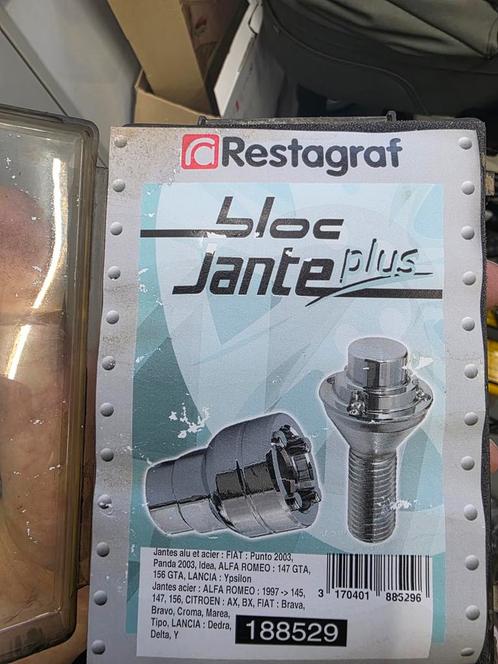 Restagraf
bloc
Jante plus
Jantes alu et acier : FIAT : Punto 2003,
Panda 2003, Idea, ALFA ROMEO : 147 GTA,
156 GTA, LANCIA : Ypsilon
Jantes acier : ALFA ROMEO : 1997 -> 145,
147, 156, CITROEN : AX, BX, FIAT : Brava,
Bravo, Croma, Marea,
Tipo, LANCIA : Dedra,
Delta, Y
3 170401 885296
188529